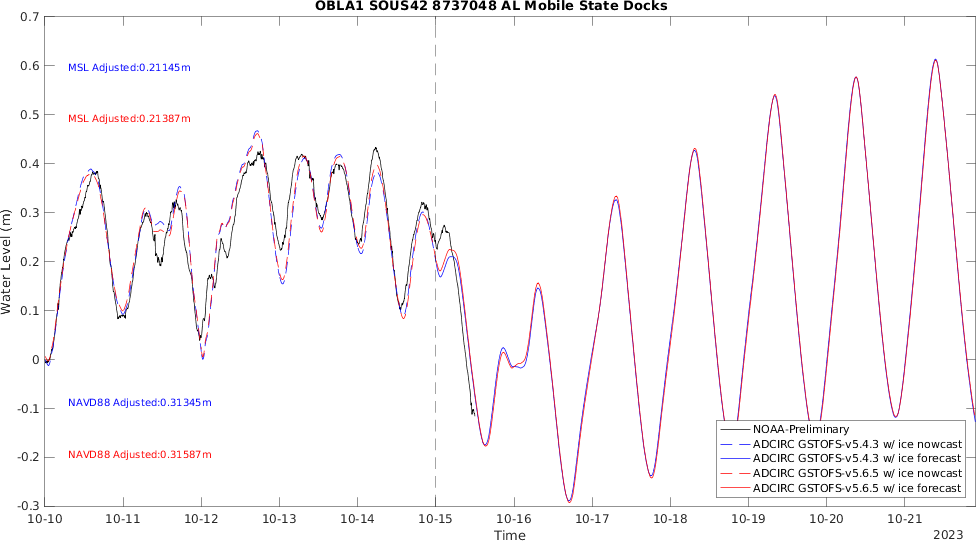 OBLA1 SOUS42 8737048 AL Mobile State Docks
0.7
0.6
0.5
0.4
0.3
0.2
0.1
0
-0.1
-0.2
-0.3
Water Level (m)
MSL Adjusted:0.21145m
MSL Adjusted:0.21387m
NAVD88 Adjusted:0.31345m
NAVD88 Adjusted:0.31587m
NOAA-Preliminary
ADCIRC GSTOFS-v5.4.3 w/ ice nowcast
ADCIRC GSTOFS-v5.4.3 w/ ice forecast
ADCIRC GSTOFS-v5.6.5 w/ ice nowcast
ADCIRC GSTOFS-v5.6.5 w/ ice forecast
10-10 10-11 10-12 10-13 10-14 10-15 10-16 10-17 10-18 10-19 10-20 10-21
Time
2023